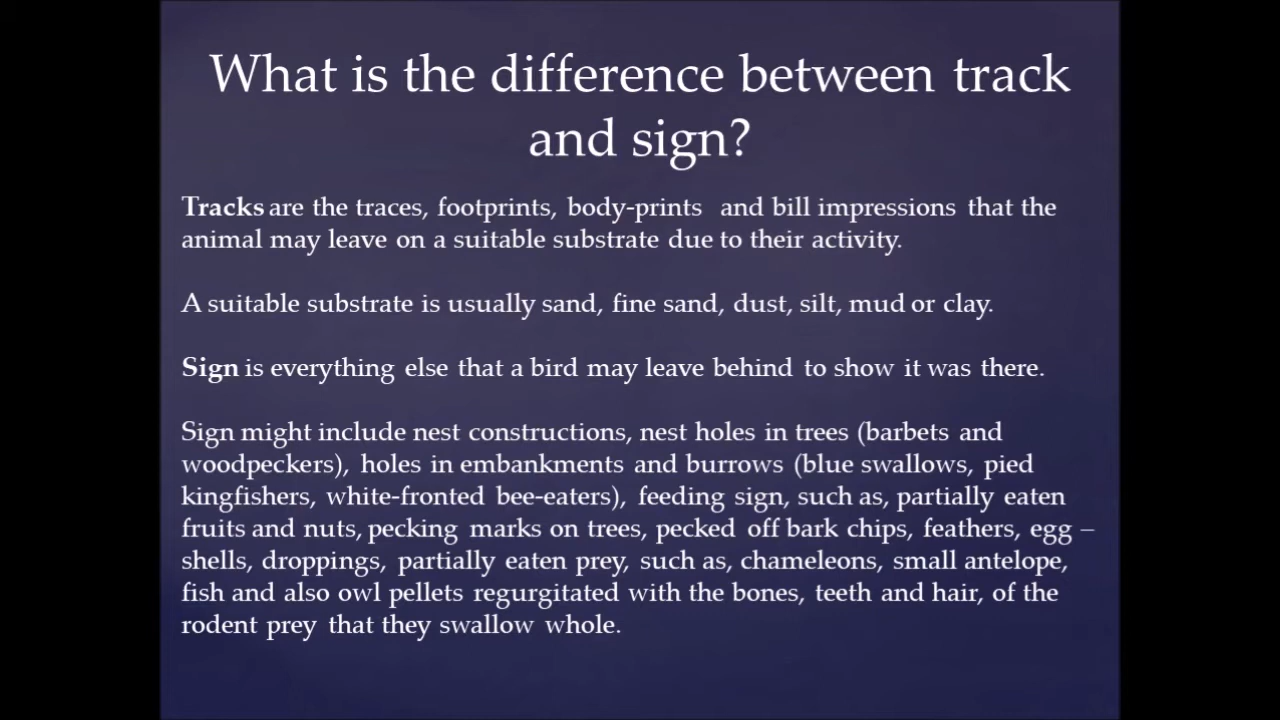 What is the difference between track
and sign?
Tracks are the traces, footprints, body-prints and bill impressions that the
animal may leave on a suitable substrate due to their activity.
A suitable substrate is usually sand, fine sand, dust, silt, mud or clay.
Sign is everything else that a bird may leave behind to show it was there.
Sign might include nest constructions, nest holes in trees (barbets and
woodpeckers), holes in embankments and burrows (blue swallows, pied
kingfishers, white-fronted bee-eaters), feeding sign, such as, partially eaten
fruits and nuts, pecking marks on trees, pecked off bark chips, feathers, egg –
shells, droppings, partially eaten prey, such as, chameleons, small antelope,
fish and also owl pellets regurgitated with the bones, teeth and hair, of the
rodent prey that they swallow whole.